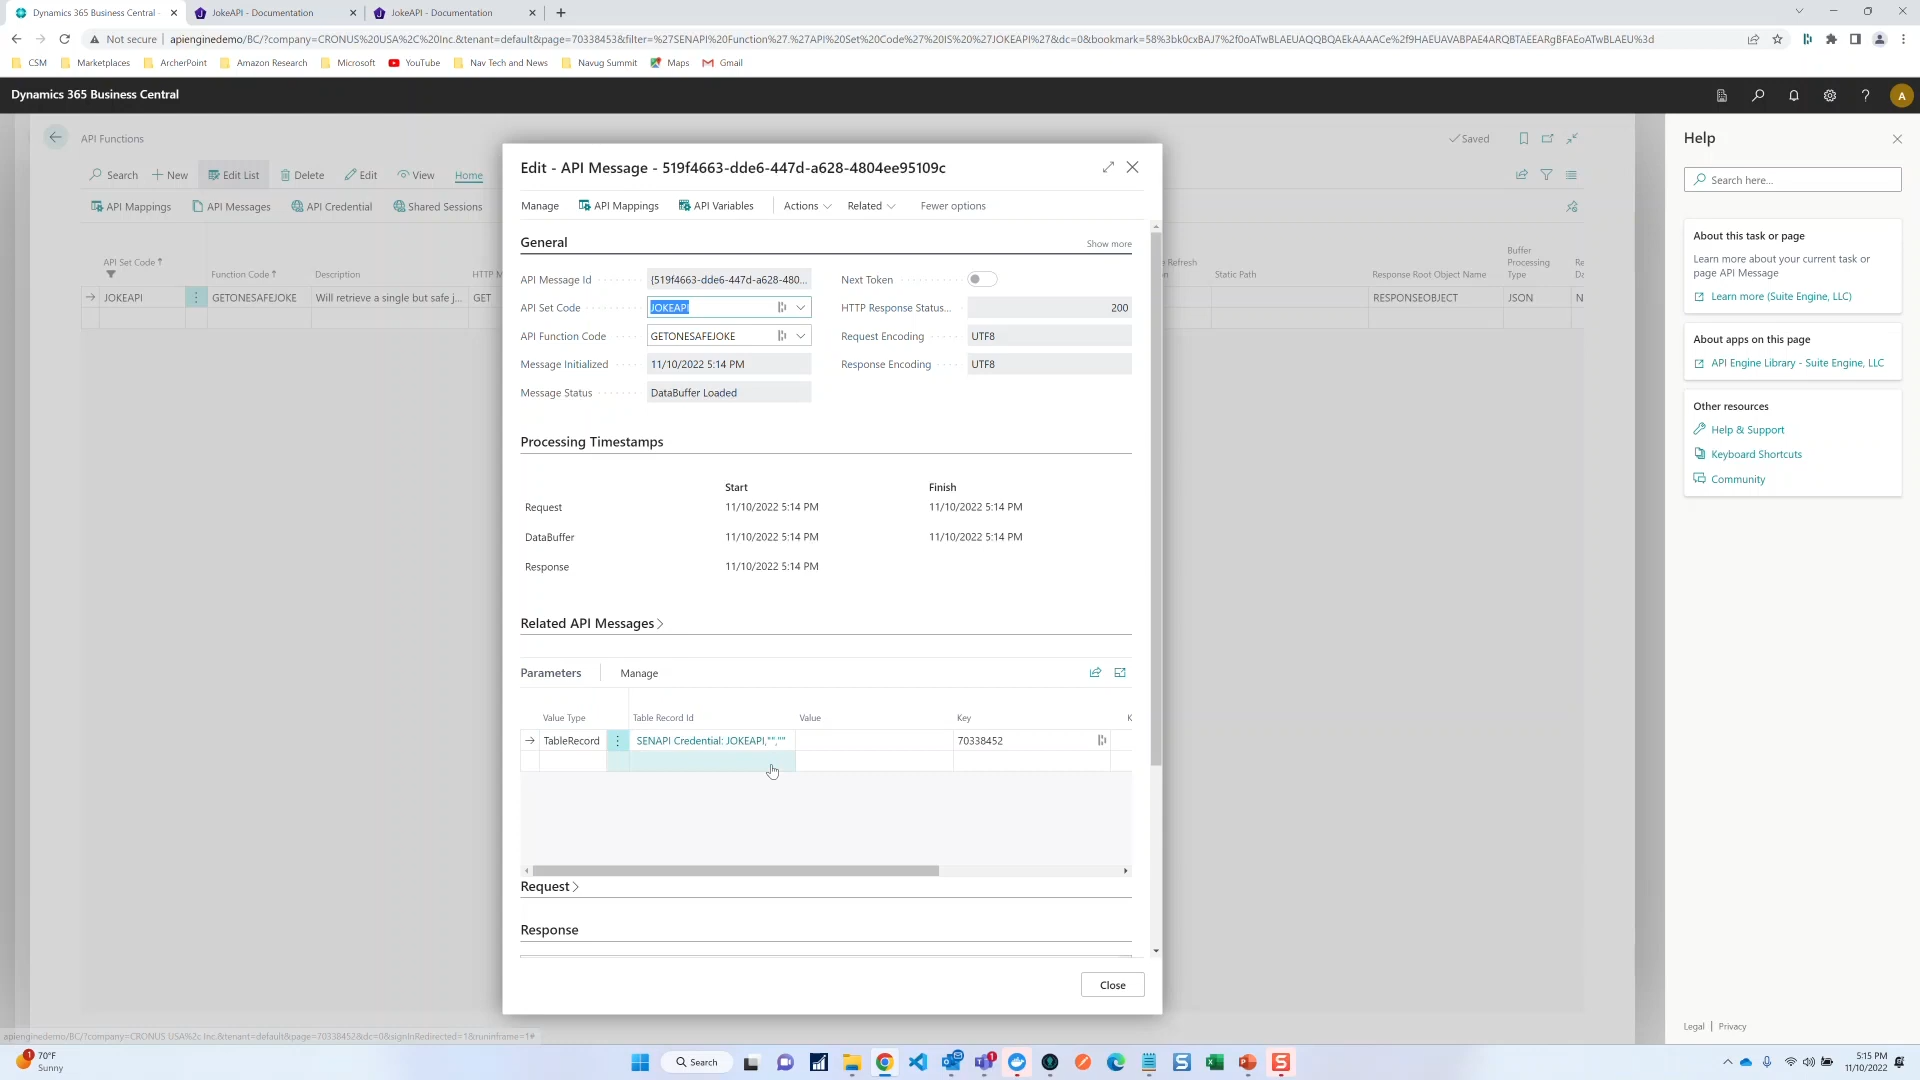 Dynamics 365 Business Central
JokeAPI - Documentation
JokeAPI - Documentation
Not secure
apienginedemo/BC/?company=CRONUS%20USA%2C%20Inc.&tenant=default&page=70338453&filter=%27SENAPI%20Function%27.%27API%20Set%20Code%27%20IS%20%27JOKEAPI%27&dc=0&bookmark=
CSM
Marketplaces
ArcherPoint
Amazon Research
Microsoft
YouTube
Nav Tech and News
Navug Summit
Maps
Gmail
Dynamics 365 Business Central
A
API Functions
Saved
Search
New
Edit List
Delete
Edit
View
Home
API Mappings
API Messages
API Credential
Shared Sessions
API Set Code
Function Code
Description
HTTP M
Refresh
Static Path
Response Root Object Name
Buffer
Processing
Type
JOKEAPI
GETONESAFEJOKE
Will retrieve a single but safe j...
GET
RESPONSEOBJECT
JSON
N
Edit - API Message - 519f4663-dde6-447d-a628-4804ee95109c
Manage
API Mappings
API Variables
Actions
Related
Fewer options
General
Show more
API Message Id
{519f4663-dde6-447d-a628-480...
API Set Code
JOKEAPI
API Function Code
GETONESAFEJOKE
Message Initialized
11/10/2022 5:14 PM
Message Status
DataBuffer Loaded
Next Token
HTTP Response Status...
200
Request Encoding
UTF8
Response Encoding
UTF8
Processing Timestamps
Start
Finish
Request
11/10/2022 5:14 PM
11/10/2022 5:14 PM
DataBuffer
11/10/2022 5:14 PM
11/10/2022 5:14 PM
Response
11/10/2022 5:14 PM
Related API Messages
Parameters
Manage
Value Type
Table Record Id
Value
Key
K
TableRecord
SENAPI Credential: JOKEAPI,"",""
70338452
Request
Response
Close
Help
Search here...
About this task or page
Learn more about your current task or
page API Message
Learn more (Suite Engine, LLC)
About apps on this page
API Engine Library - Suite Engine, LLC
Other resources
Help & Support
Keyboard Shortcuts
Community
Legal | Privacy
apienginedemo/BC/?company=CRONUS USA%2c Inc.&tenant=default&page=70338452&dc=0&signInRedirected=1&runinframe=1#
70°F
Sunny
Search
5:15 PM
11/10/2022